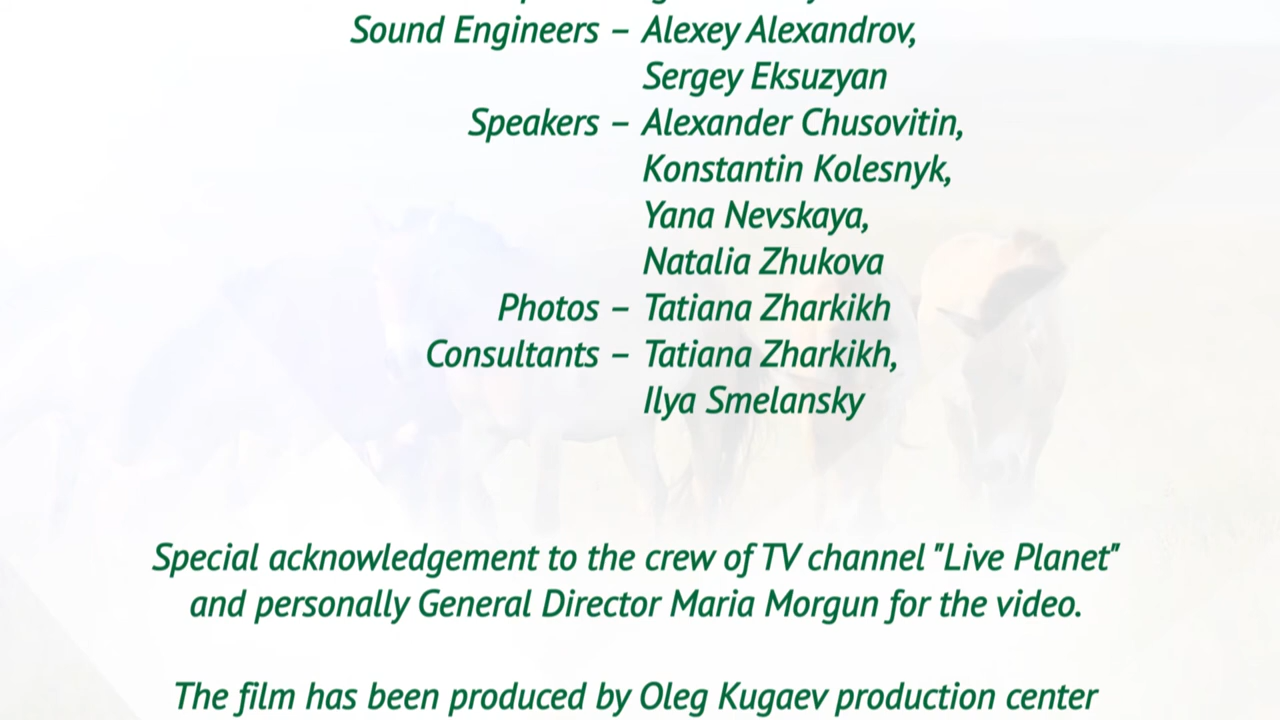 Sound Engineers – Alexey Alexandrov,
Sergey Eksuzyan
Speakers – Alexander Chusovitin,
Konstantin Kolesnyk,
Yana Nevskaya,
Natalia Zhukova
Photos – Tatiana Zharkikh
Consultants – Tatiana Zharkikh,
Ilya Smelansky
Special acknowledgement to the crew of TV channel "Live Planet"
and personally General Director Maria Morgun for the video.
The film has been produced by Oleg Kugaev production center